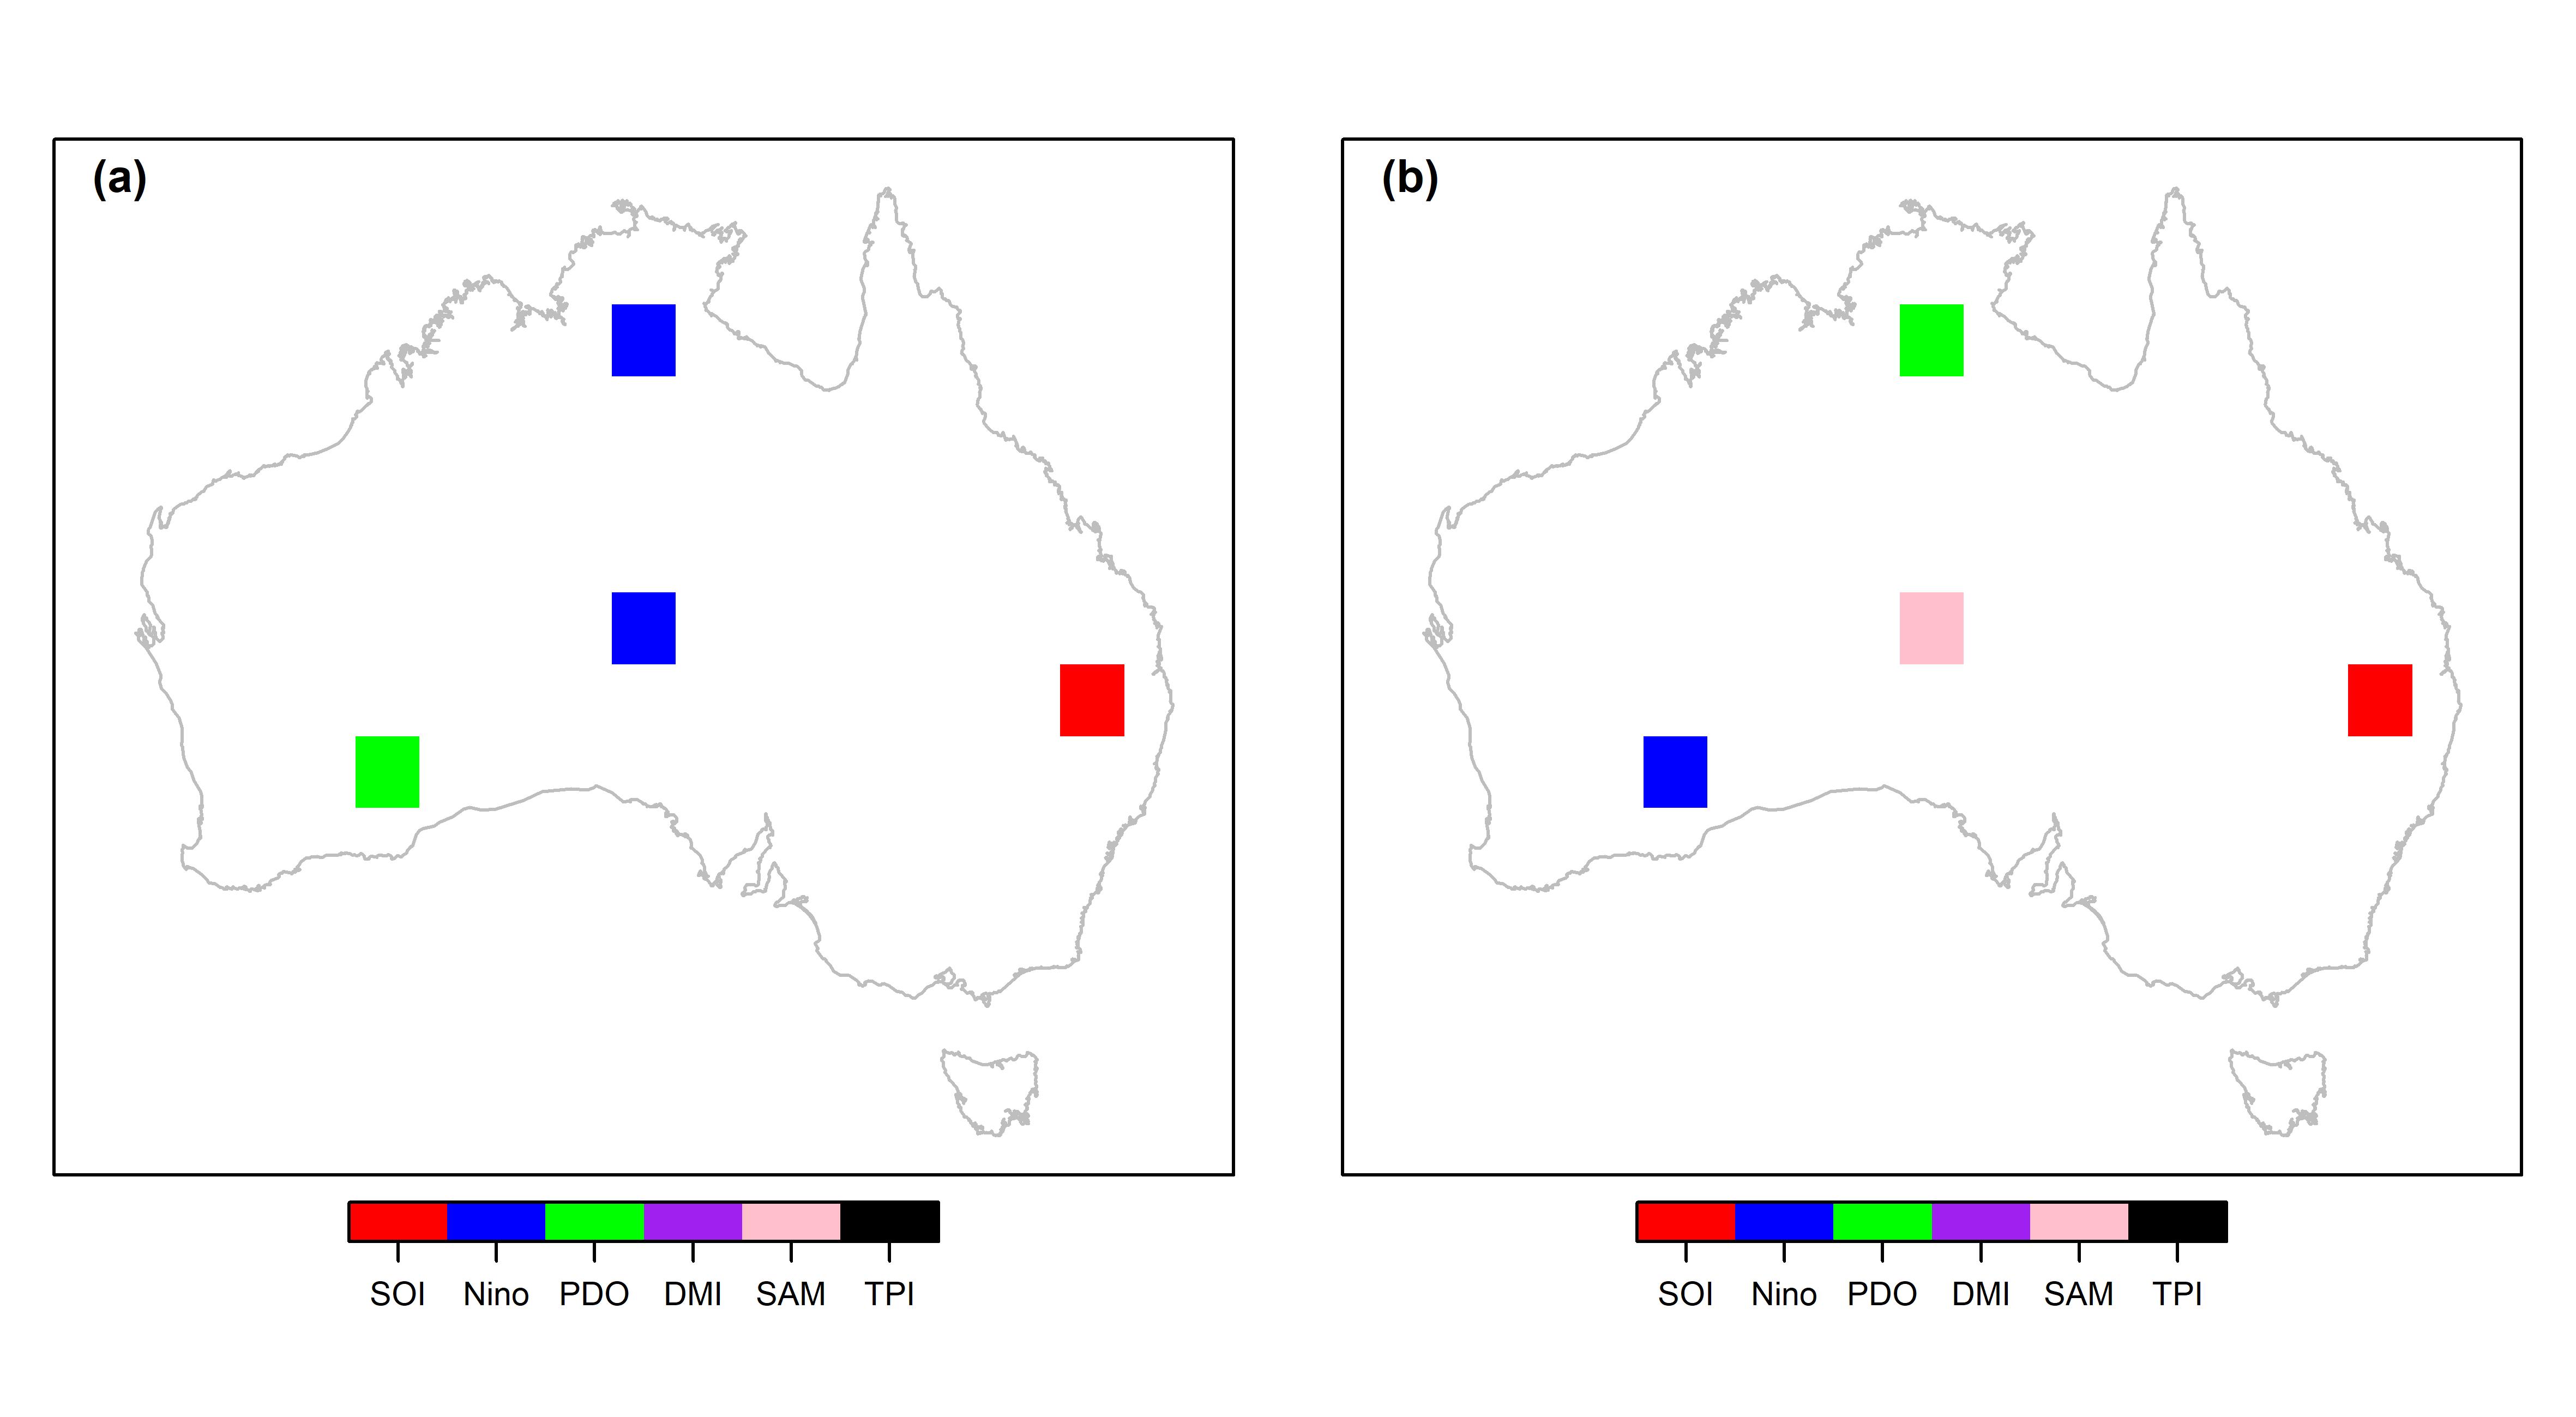 (a)
(b)
SOI Nino PDO DMI SAM TPI
SOI Nino PDO DMI SAM TPI